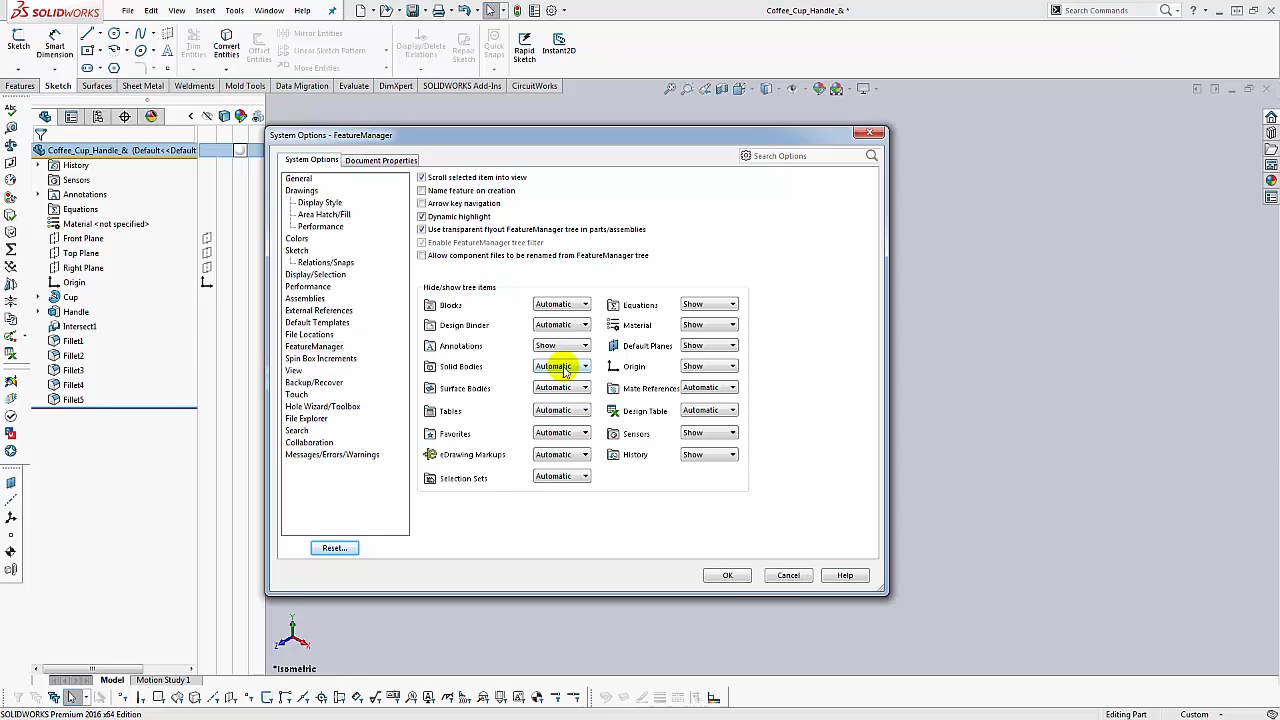 SOLIDWORKS File Edit View Insert Tools Window Help Coffee_Cup_Handle_& * Search Commands
Sketch Smart Dimension Trim Entities Convert Entities Offset Entities Mirror Entities Linear Sketch Pattern Move Entities Display/Delete Relations Repair Sketch Quick Snaps Rapid Sketch Instant2D
Features Sketch Surfaces Sheet Metal Weldments Mold Tools Data Migration Evaluate DimXpert SOLIDWORKS Add-Ins CircuitWorks
Coffee_Cup_Handle_& (Default<<Default
History
Sensors
Annotations
Equations
Material <not specified>
Front Plane
Top Plane
Right Plane
Origin
Cup
Handle
Intersect1
Fillet1
Fillet2
Fillet3
Fillet4
Fillet5
System Options - FeatureManager
System Options Document Properties Search Options
General
Drawings
Display Style
Area Hatch/Fill
Performance
Colors
Sketch
Relations/Snaps
Display/Selection
Performance
Assemblies
External References
Default Templates
File Locations
FeatureManager
Spin Box Increments
View
Backup/Recover
Touch
Hole Wizard/Toolbox
File Explorer
Search
Collaboration
Messages/Errors/Warnings
Reset...
Scroll selected item into view
Name feature on creation
Arrow key navigation
Dynamic highlight
Use transparent flyout FeatureManager tree in parts/assemblies
Enable FeatureManager tree filter
Allow component files to be renamed from FeatureManager tree
Hide/show tree items
Blocks Automatic Equations Show
Design Binder Automatic Material Show
Annotations Show Default Planes Show
Solid Bodies Automatic Origin Show
Surface Bodies Automatic Mate References Automatic
Tables Automatic Design Table Automatic
Favorites Automatic Sensors Show
eDrawing Markups Automatic History Show
Selection Sets Automatic
OK Cancel Help
Y
Z X
*Isometric
Model Motion Study 1
SOLIDWORKS Premium 2016 x64 Edition Editing Part Custom